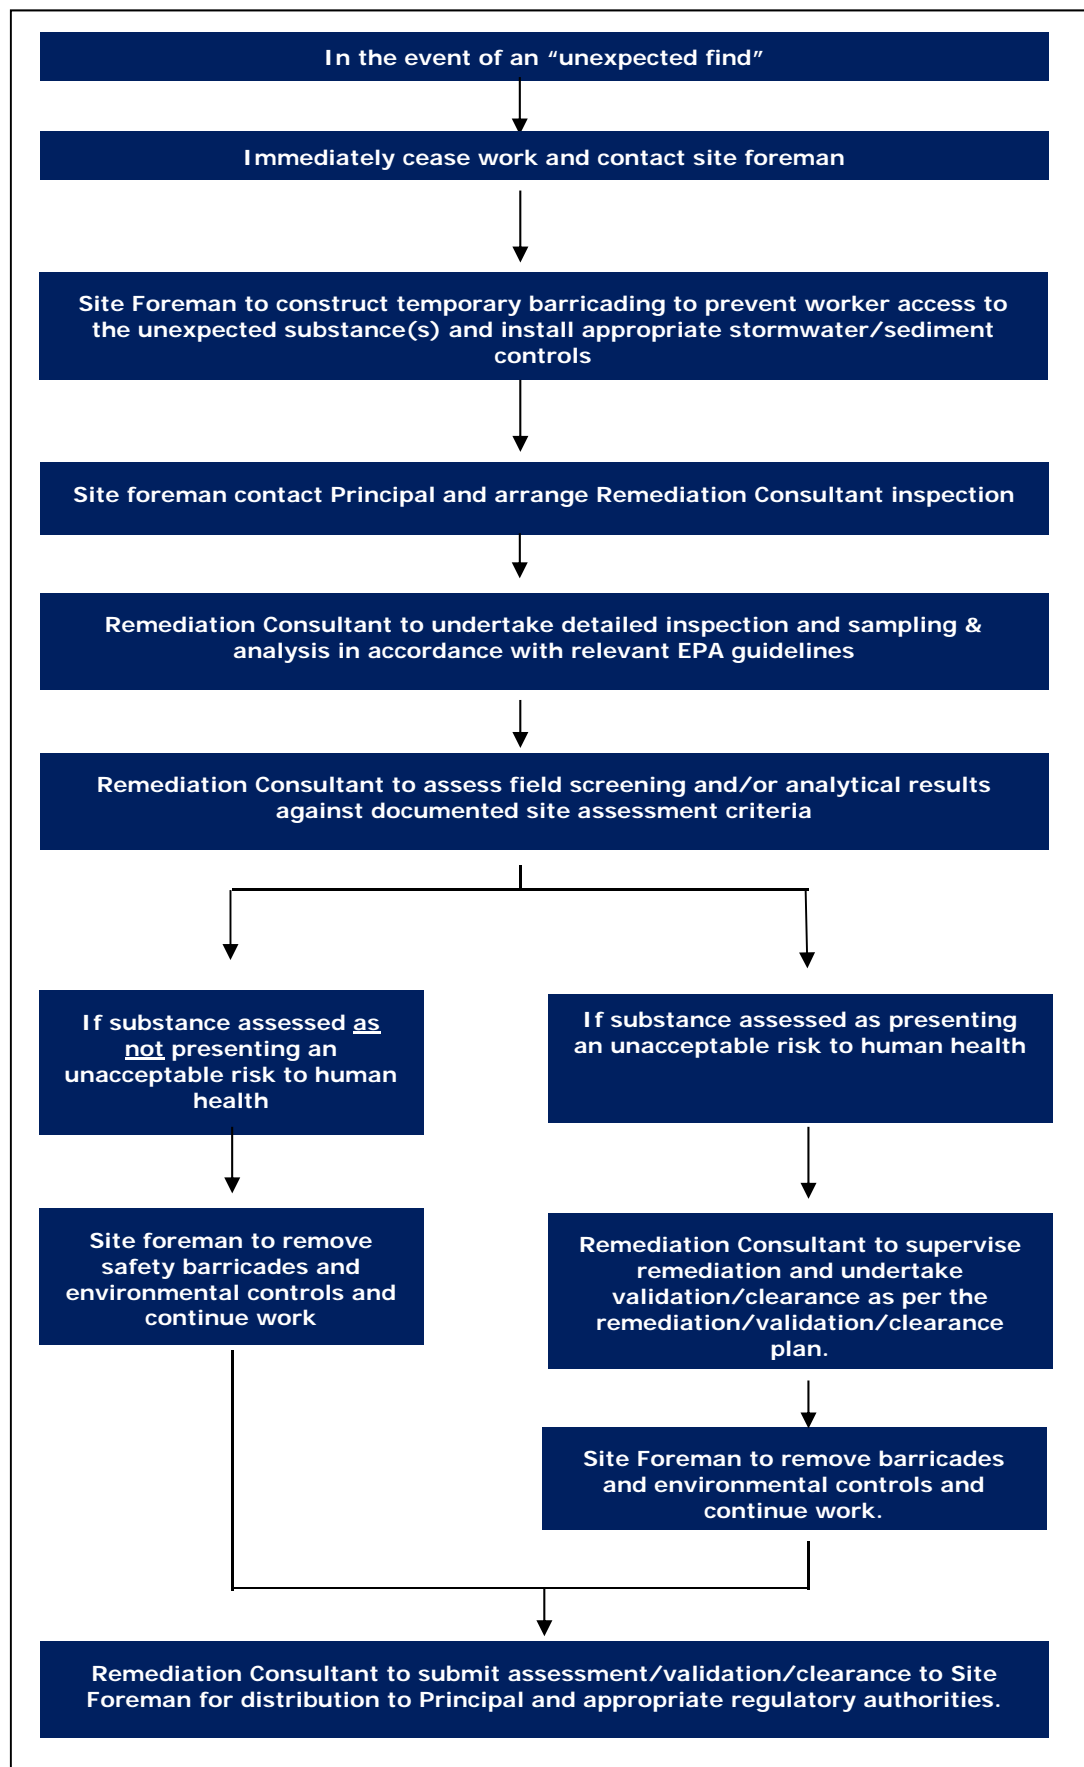 In the event of an “unexpected find”
Immediately cease work and contact site foreman
Site Foreman to construct temporary barricading to prevent worker access to
the unexpected substance(s) and install appropriate stormwater/sediment
controls
Site foreman contact Principal and arrange Remediation Consultant inspection
Remediation Consultant to undertake detailed inspection and sampling &
analysis in accordance with relevant EPA guidelines
Remediation Consultant to assess field screening and/or analytical results
against documented site assessment criteria
If substance assessed as
not presenting an
unacceptable risk to human
health
If substance assessed as presenting
an unacceptable risk to human health
Site foreman to remove
safety barricades and
environmental controls and
continue work
Remediation Consultant to supervise
remediation and undertake
validation/clearance as per the
remediation/validation/clearance
plan.
Site Foreman to remove barricades
and environmental controls and
continue work.
Remediation Consultant to submit assessment/validation/clearance to Site
Foreman for distribution to Principal and appropriate regulatory authorities.